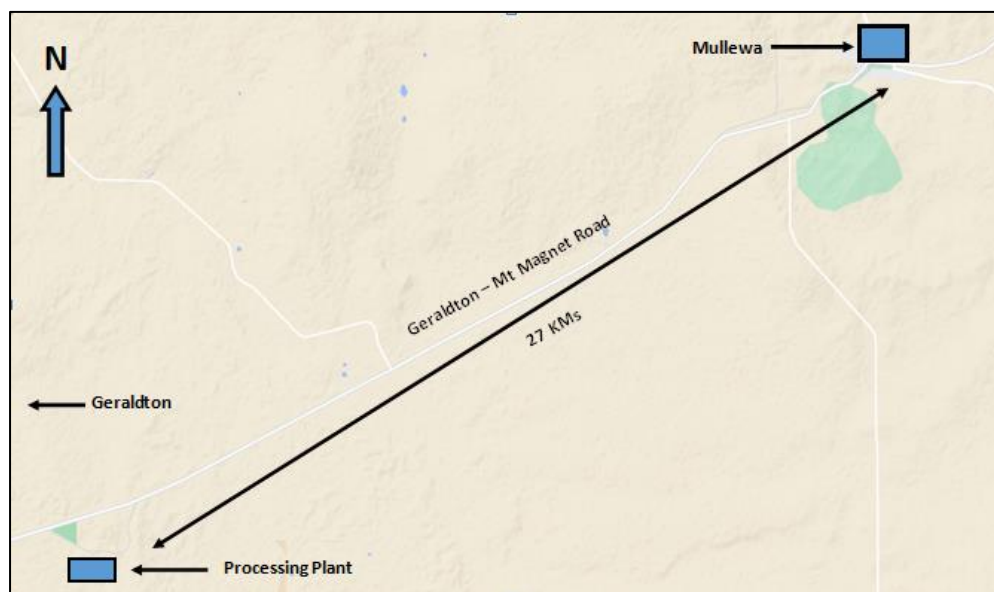 N
Mullewa
Geraldton – Mt Magnet Road
27 KMs
Geraldton
Processing Plant